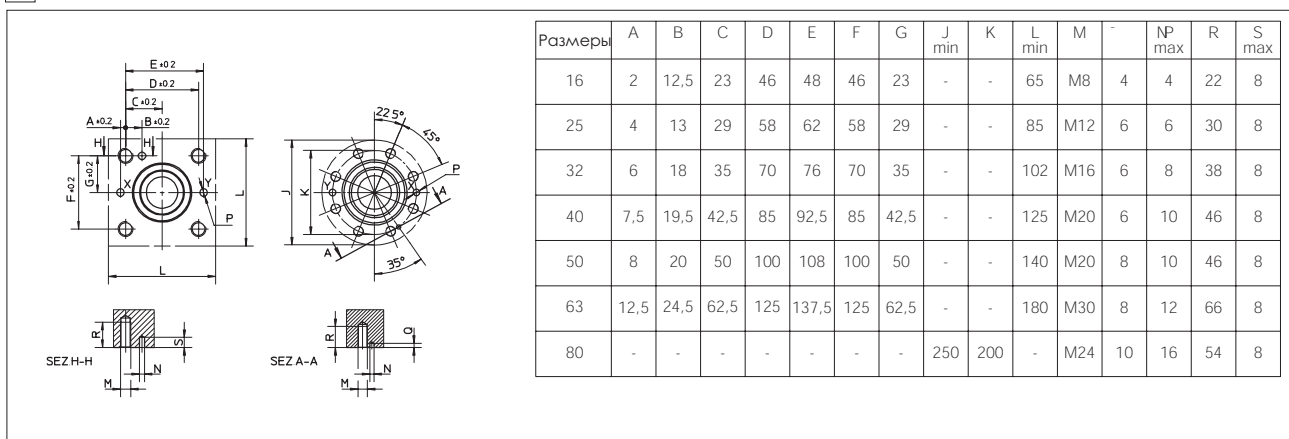 E ±0.2
D ±0.2
C ±0.2
A ±0.2 B ±0.2
H H
G ±0.2
F ±0.2
X Y
P
L
L
22.5°
45°
P
J
K
Y X
A
A
35°
R
S
SEZ H-H
N
M
R
Q
SEZ A-A
N
M
Размеры A B C D E F G J min K L min M - NP max R S max
16 2 12,5 23 46 48 46 23 - - 65 M8 4 4 22 8
25 4 13 29 58 62 58 29 - - 85 M12 6 6 30 8
32 6 18 35 70 76 70 35 - - 102 M16 6 8 38 8
40 7,5 19,5 42,5 85 92,5 85 42,5 - - 125 M20 6 10 46 8
50 8 20 50 100 108 100 50 - - 140 M20 8 10 46 8
63 12,5 24,5 62,5 125 137,5 125 62,5 - - 180 M30 8 12 66 8
80 - - - - - - - 250 200 - M24 10 16 54 8